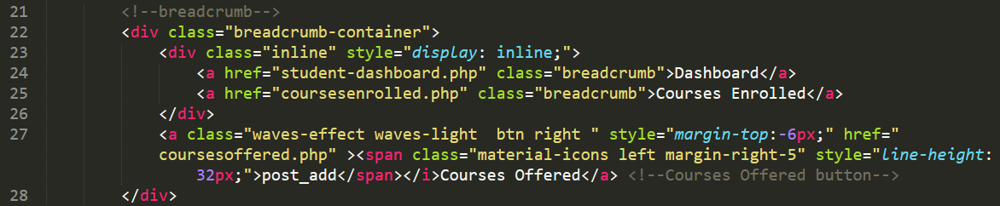 21 <!--breadcrumb-->
22 <div class="breadcrumb-container">
23 <div class="inline" style="display: inline;">
24 <a href="student-dashboard.php" class="breadcrumb">Dashboard</a>
25 <a href="coursesenrolled.php" class="breadcrumb">Courses Enrolled</a>
26 </div>
27 <a class="waves-effect waves-light  btn right " style="margin-top:-6px;" href="
coursesoffered.php" ><span class="material-icons left margin-right-5" style="line-height:
32px;">post_add</span></i>Courses Offered</a> <!--Courses Offered button-->
28 </div>